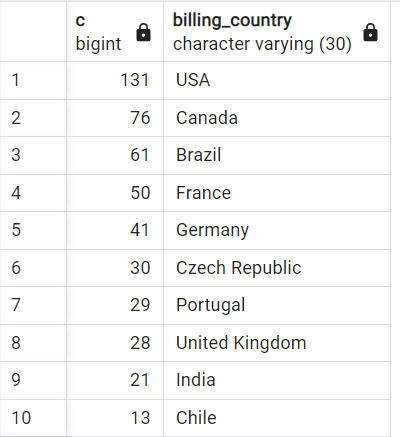 c billing_country
bigint character varying (30)
1 131 USA
2 76 Canada
3 61 Brazil
4 50 France
5 41 Germany
6 30 Czech Republic
7 29 Portugal
8 28 United Kingdom
9 21 India
10 13 Chile